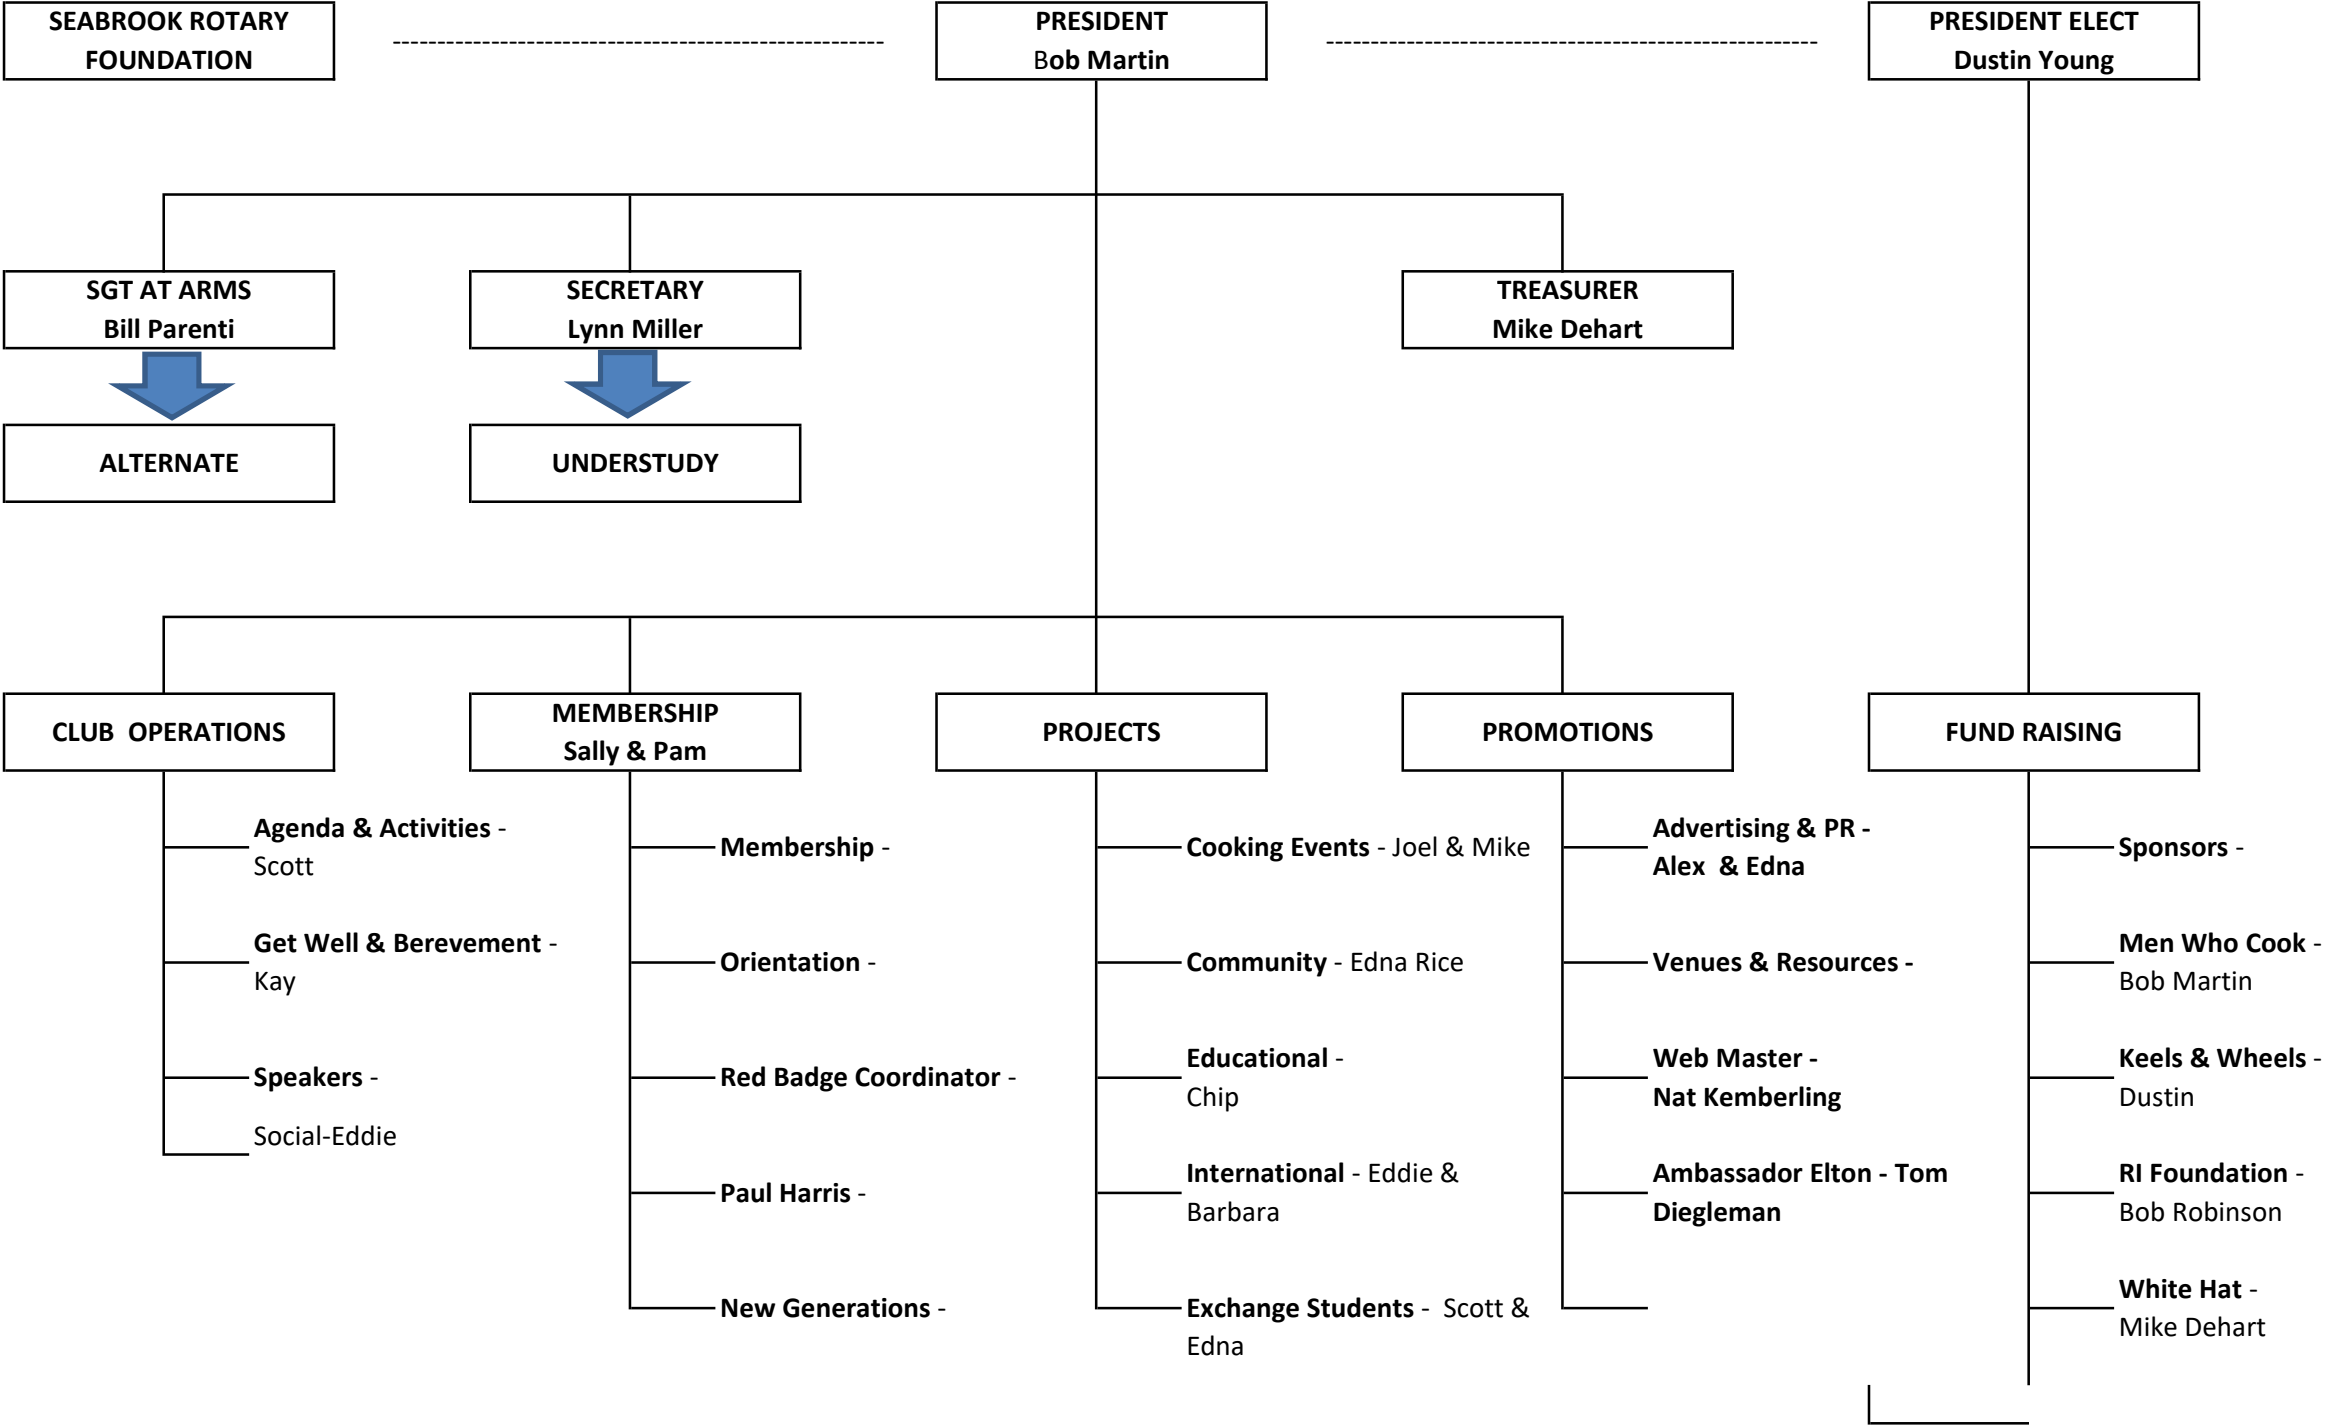 SEABROOK ROTARY
FOUNDATION
--------------------------------------------------
PRESIDENT
Bob Martin
--------------------------------------------------
PRESIDENT ELECT
Dustin Young
SGT AT ARMS
Bill Parenti
SECRETARY
Lynn Miller
TREASURER
Mike Dehart
ALTERNATE
UNDERSTUDY
CLUB  OPERATIONS
MEMBERSHIP
Sally & Pam
PROJECTS
PROMOTIONS
FUND RAISING
Agenda & Activities -
Scott
Get Well & Berevement -
Kay
Speakers -
Social-Eddie
Membership -
Orientation -
Red Badge Coordinator -
Paul Harris -
New Generations -
Cooking Events - Joel & Mike
Community - Edna Rice
Educational -
Chip
International - Eddie &
Barbara
Exchange Students -  Scott &
Edna
Advertising & PR -
Alex  & Edna
Venues & Resources -
Web Master -
Nat Kemberling
Ambassador Elton - Tom
Diegleman
Sponsors -
Men Who Cook -
Bob Martin
Keels & Wheels -
Dustin
RI Foundation -
Bob Robinson
White Hat -
Mike Dehart